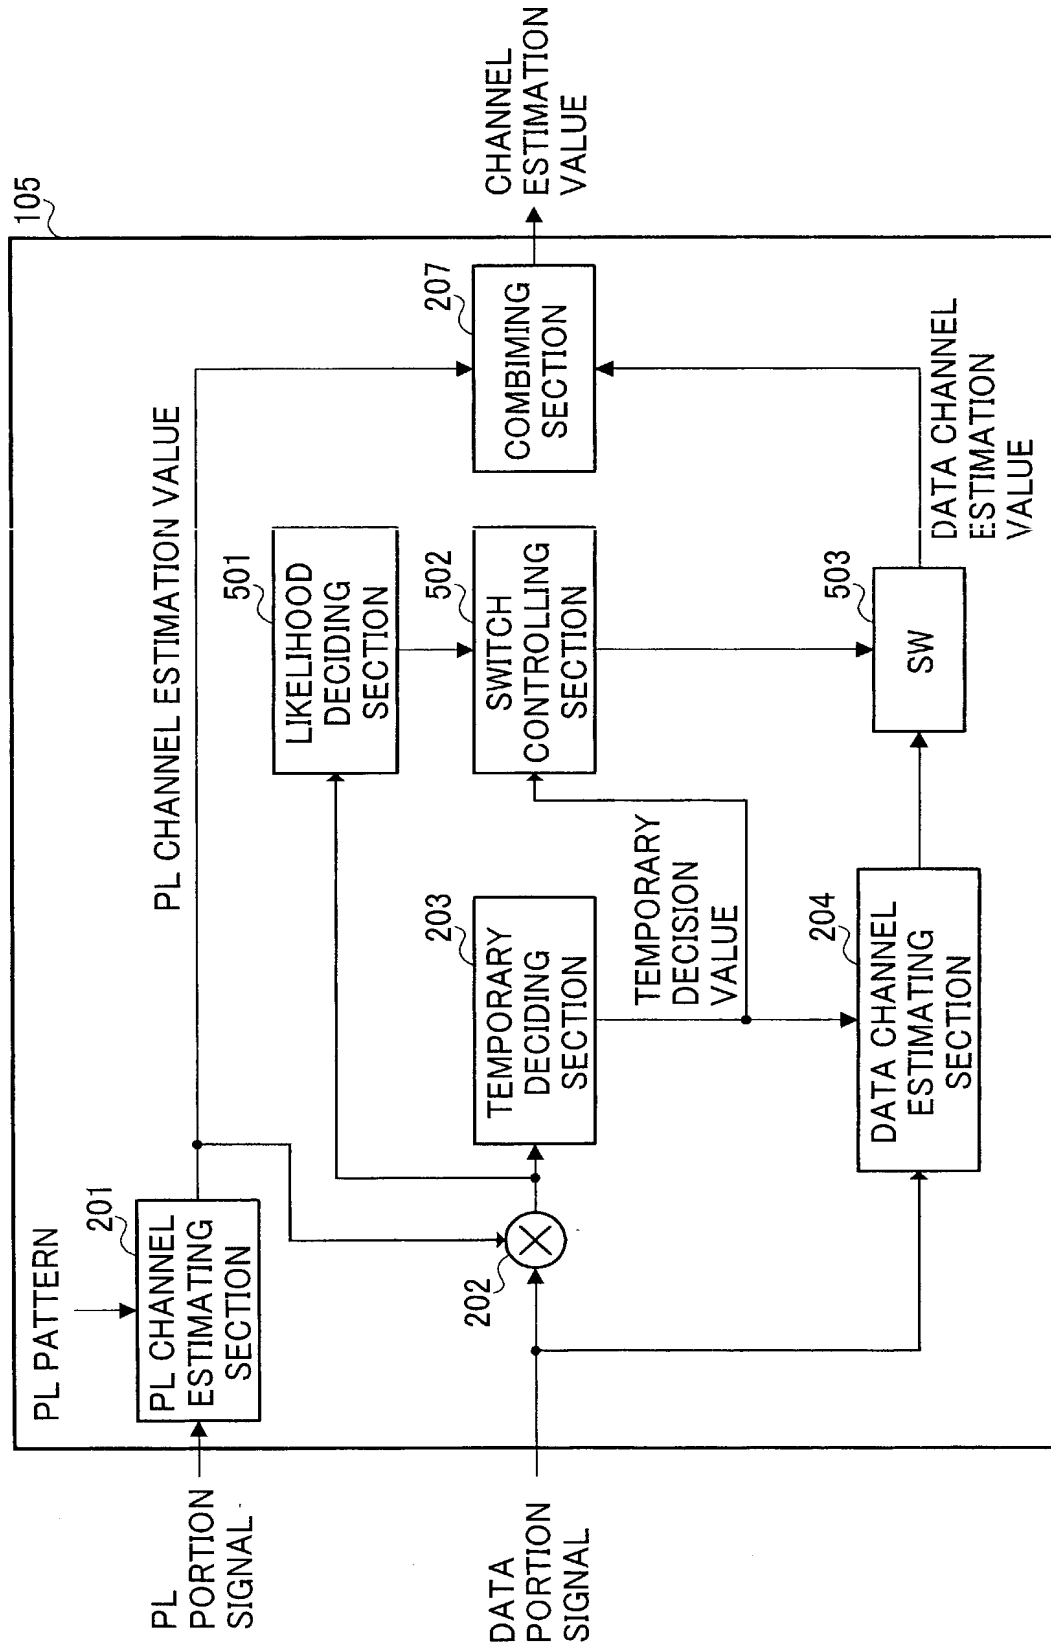 105
PL PATTERN
201
PL CHANNEL
ESTIMATING
SECTION
PL
PORTION
SIGNAL
PL CHANNEL ESTIMATION VALUE
501
LIKELIHOOD
DECIDING
SECTION
202
203
TEMPORARY
DECIDING
SECTION
502
SWITCH
CONTROLLING
SECTION
207
COMBIMING
SECTION
CHANNEL
ESTIMATION
VALUE
DATA
PORTION
SIGNAL
TEMPORARY
DECISION
VALUE
204
DATA CHANNEL
ESTIMATING
SECTION
503
SW
DATA CHANNEL
ESTIMATION
VALUE